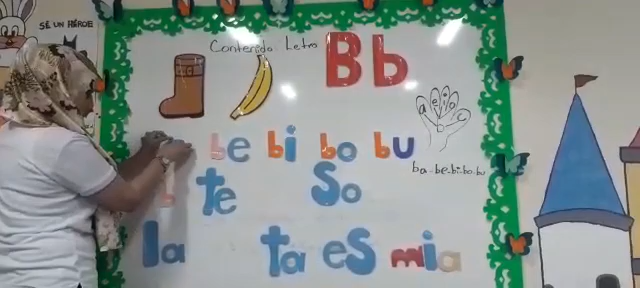 SÉ UN HÉROE
Contenido: Letra Bb
a e i o u
be bi bo bu
ba-be-bi-bo-bu
te So
la ta es mia